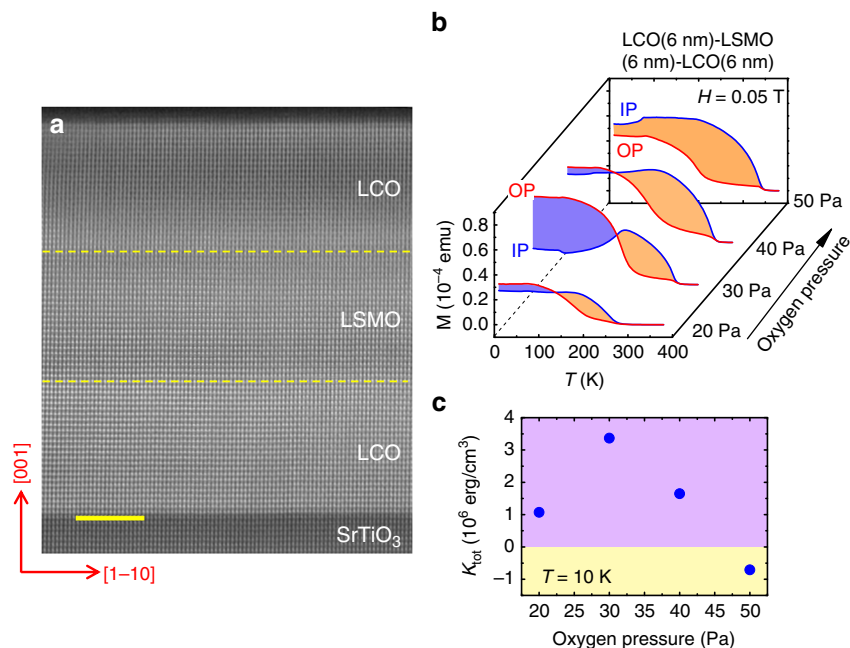 a
LCO
LSMO
LCO
SrTiO₃
[001]
[1–10]
b
LCO(6 nm)-LSMO
(6 nm)-LCO(6 nm)
H = 0.05 T
IP
OP
OP
IP
M (10⁻⁴ emu)
0.8
0.6
0.4
0.2
0.0
0 100 200 300 400
T (K)
50 Pa
40 Pa
30 Pa
20 Pa
Oxygen pressure
c
Kₜₒₜ (10⁶ erg/cm³)
4
3
2
1
0
−1
T = 10 K
20 25 30 35 40 45 50
Oxygen pressure (Pa)